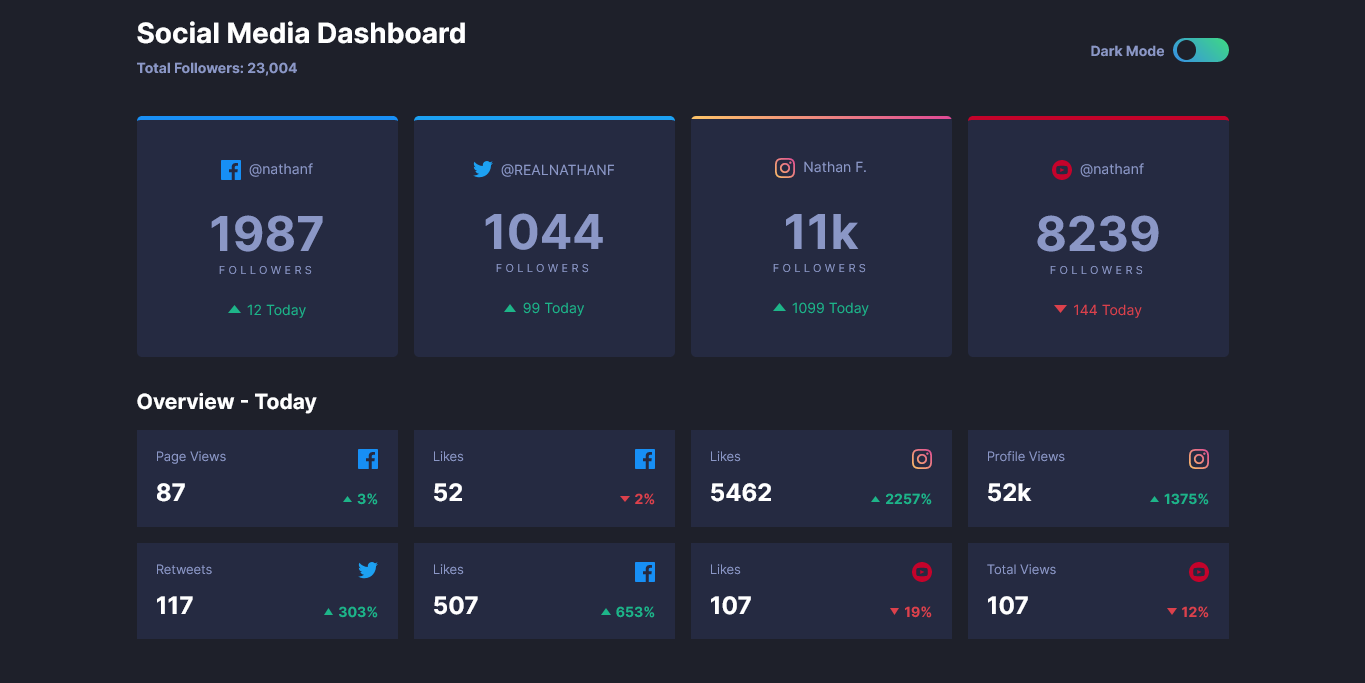 Social Media Dashboard
Total Followers: 23,004
Dark Mode
@nathanf
1987
FOLLOWERS
12 Today
@REALNATHANF
1044
FOLLOWERS
99 Today
Nathan F.
11k
FOLLOWERS
1099 Today
@nathanf
8239
FOLLOWERS
144 Today
Overview - Today
Page Views
87
3%
Likes
52
2%
Likes
5462
2257%
Profile Views
52k
1375%
Retweets
117
303%
Likes
507
653%
Likes
107
19%
Total Views
107
12%